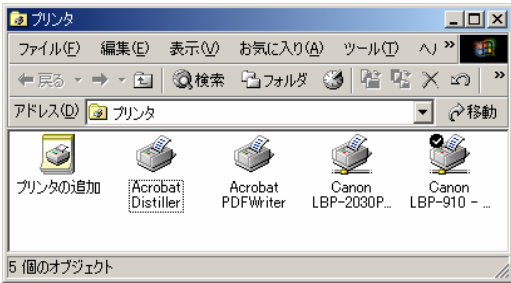 プリンタ
ファイル(F) 編集(E) 表示(V) お気に入り(A) ツール(T) ヘ »
戻る 検索 フォルダ »
アドレス(D) プリンタ 移動
プリンタの追加 Acrobat Distiller Acrobat PDFWriter Canon LBP-2030P... Canon LBP-910 - ...
5 個のオブジェクト